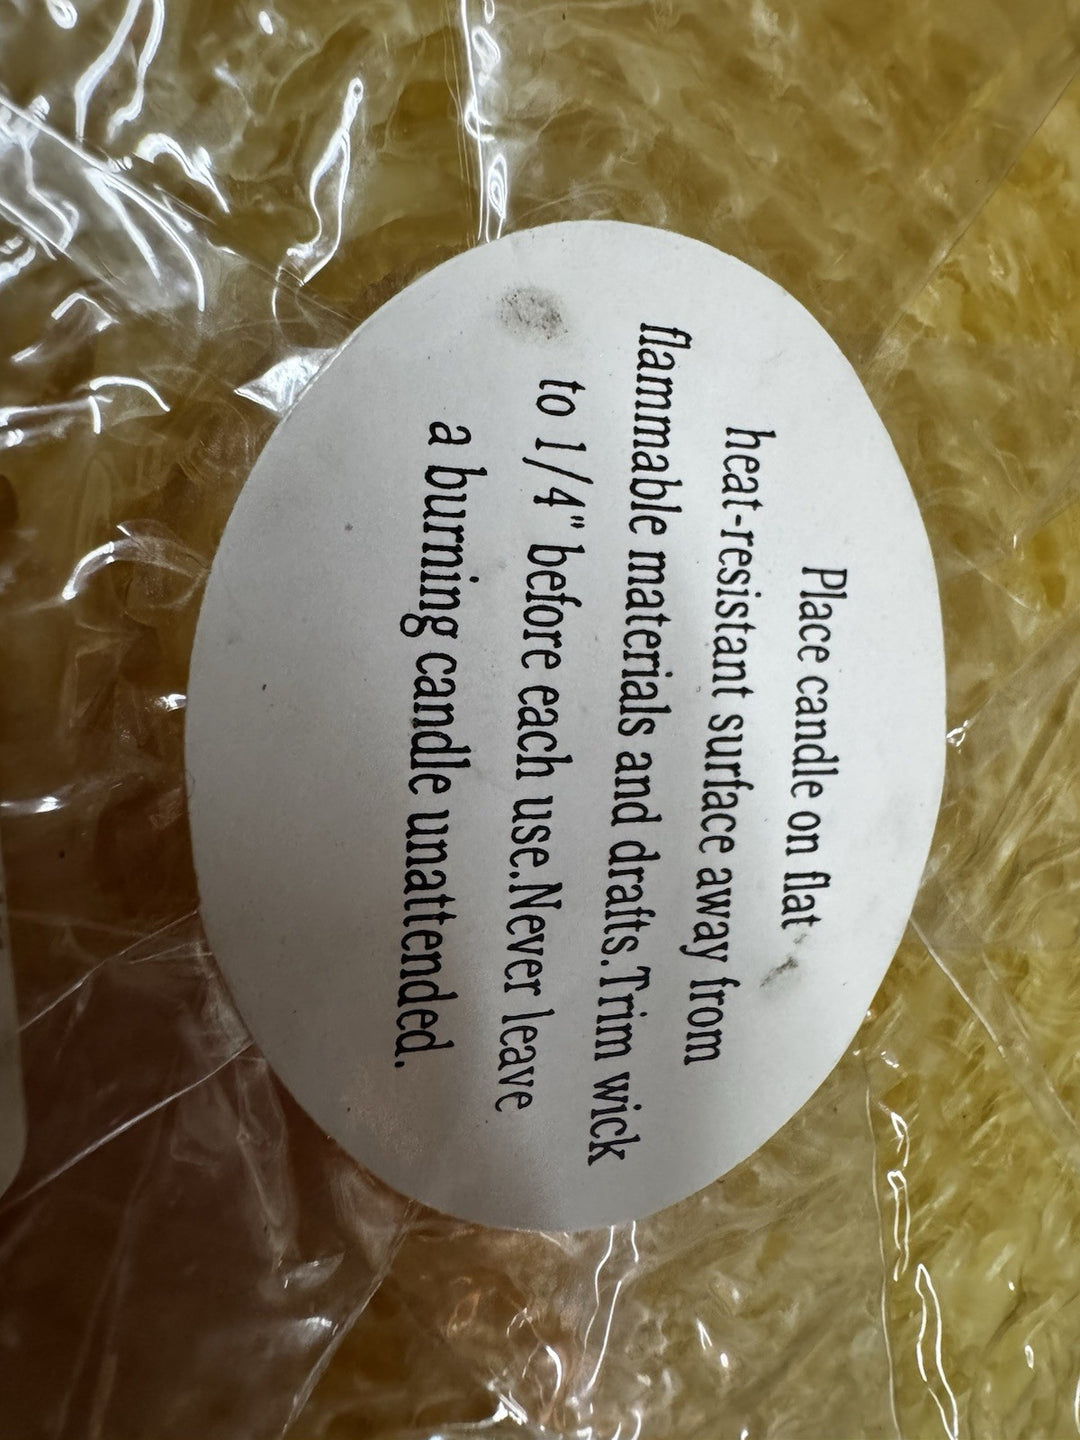 Place candle on flat
heat-resistant surface away from
flammable materials and drafts.Trim wick
to 1/4" before each use.Never leave
a burning candle unattended.